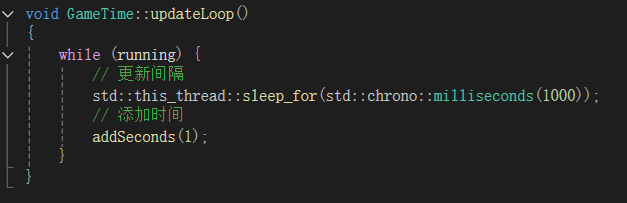 void GameTime::updateLoop()
{
while (running) {
// 更新间隔
std::this_thread::sleep_for(std::chrono::milliseconds(1000));
// 添加时间
addSeconds(1);
}
}